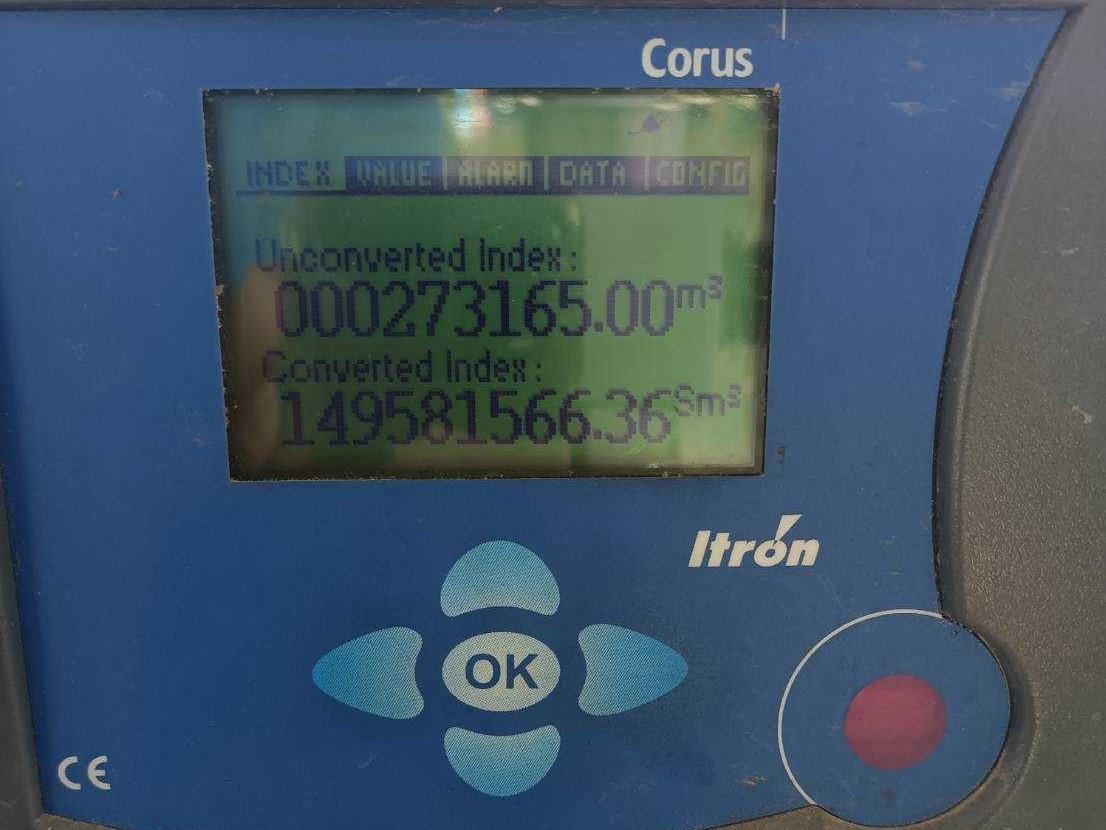 Corus
INDEX VALUE ALARM DATA CONFIG
Unconverted Index:
000273165.00m³
Converted Index:
149581566.36Sm³
Itron
OK
CE